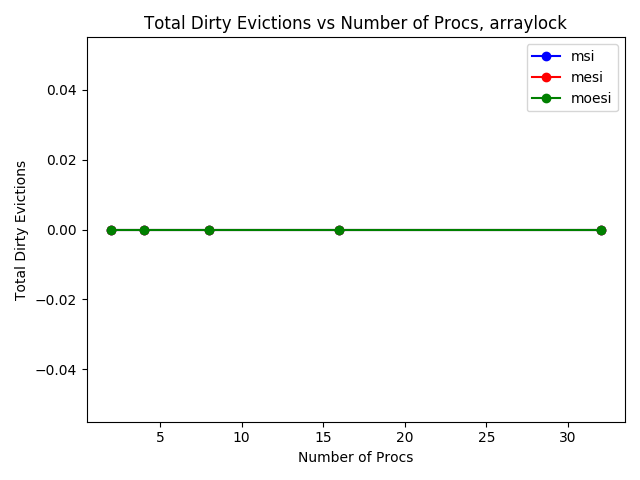 Total Dirty Evictions vs Number of Procs, arraylock
msi
mesi
moesi
Total Dirty Evictions
0.04
0.02
0.00
−0.02
−0.04
5 10 15 20 25 30
Number of Procs